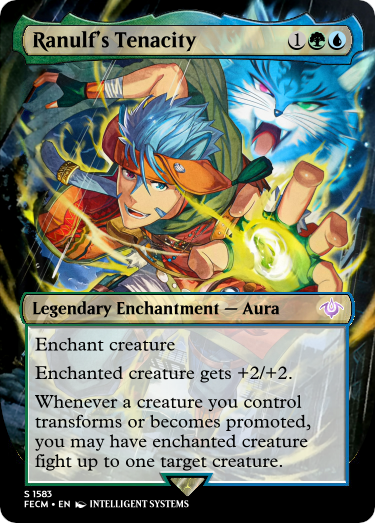 Ranulf's Tenacity 1
Legendary Enchantment — Aura
Enchant creature
Enchanted creature gets +2/+2.
Whenever a creature you control
transforms or becomes promoted,
you may have enchanted creature
fight up to one target creature.
S 1583
FECM • EN INTELLIGENT SYSTEMS